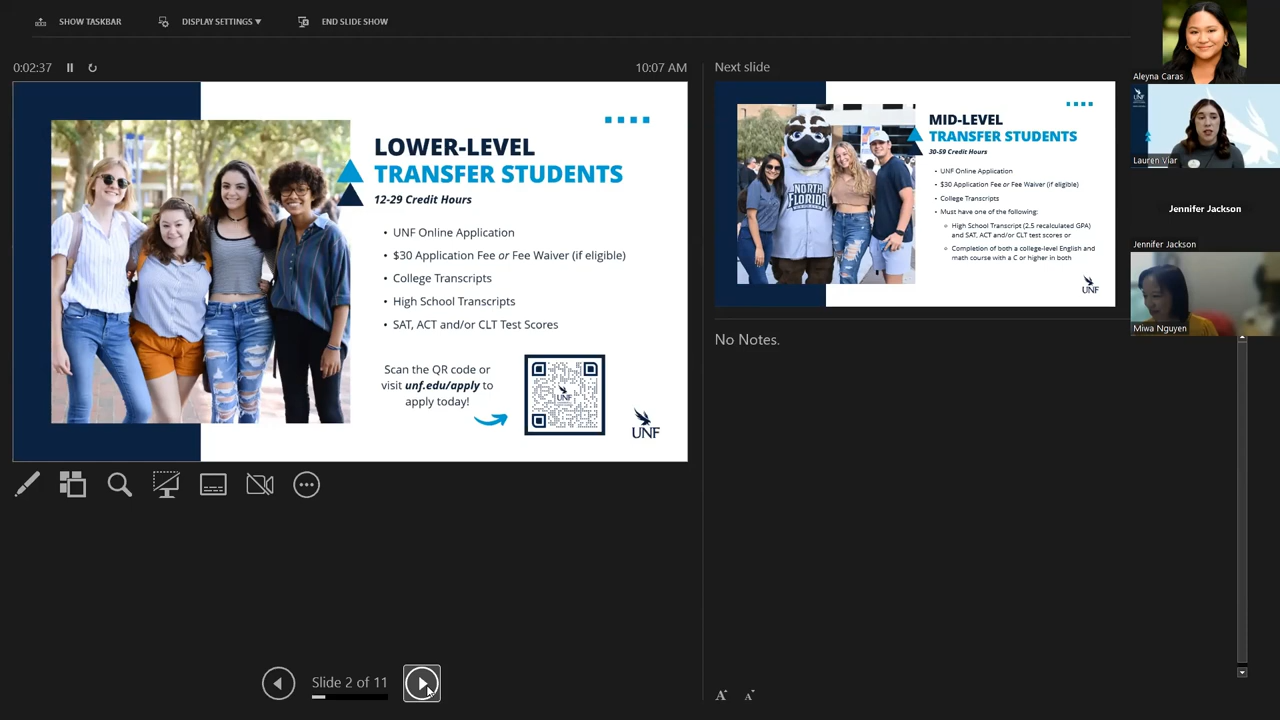 SHOW TASKBAR
DISPLAY SETTINGS
END SLIDE SHOW
0:02:37
10:07 AM
LOWER-LEVEL
TRANSFER STUDENTS
12-29 Credit Hours
• UNF Online Application
• $30 Application Fee or Fee Waiver (if eligible)
• College Transcripts
• High School Transcripts
• SAT, ACT and/or CLT Test Scores
Scan the QR code or
visit unf.edu/apply to
apply today!
UNF
UNF
Slide 2 of 11
Next slide
MID-LEVEL
TRANSFER STUDENTS
30-59 Credit Hours
• UNF Online Application
• $30 Application Fee or Fee Waiver (if eligible)
• College Transcripts
• Must have one of the following:
High School Transcript (2.5 recalculated GPA)
and SAT, ACT and/or CLT test scores or
Completion of both a college-level English and
math course with a C or higher in both
NORTH
FLORIDA
UNF
No Notes.
A
A
Aleyna Caras
UNF
Lauren Viar
Jennifer Jackson
Jennifer Jackson
Miwa Nguyen